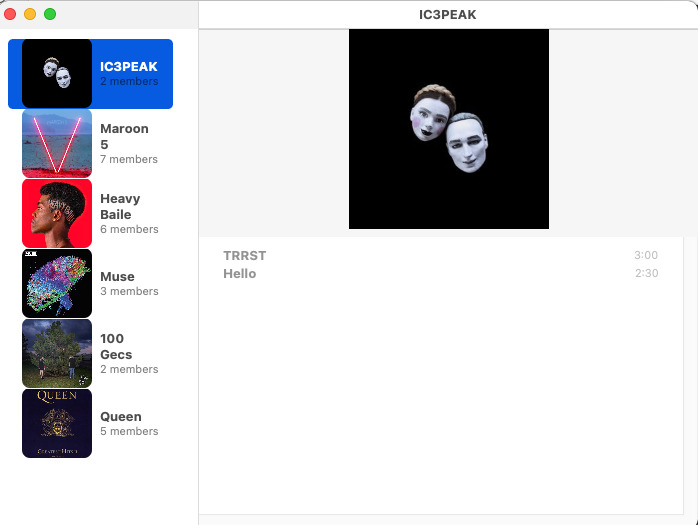 IC3PEAK
IC3PEAK
2 members
Maroon
5
7 members
Heavy
Baile
6 members
Muse
3 members
100
Gecs
2 members
QUEEN
Queen
5 members
TRRST 3:00
Hello 2:30